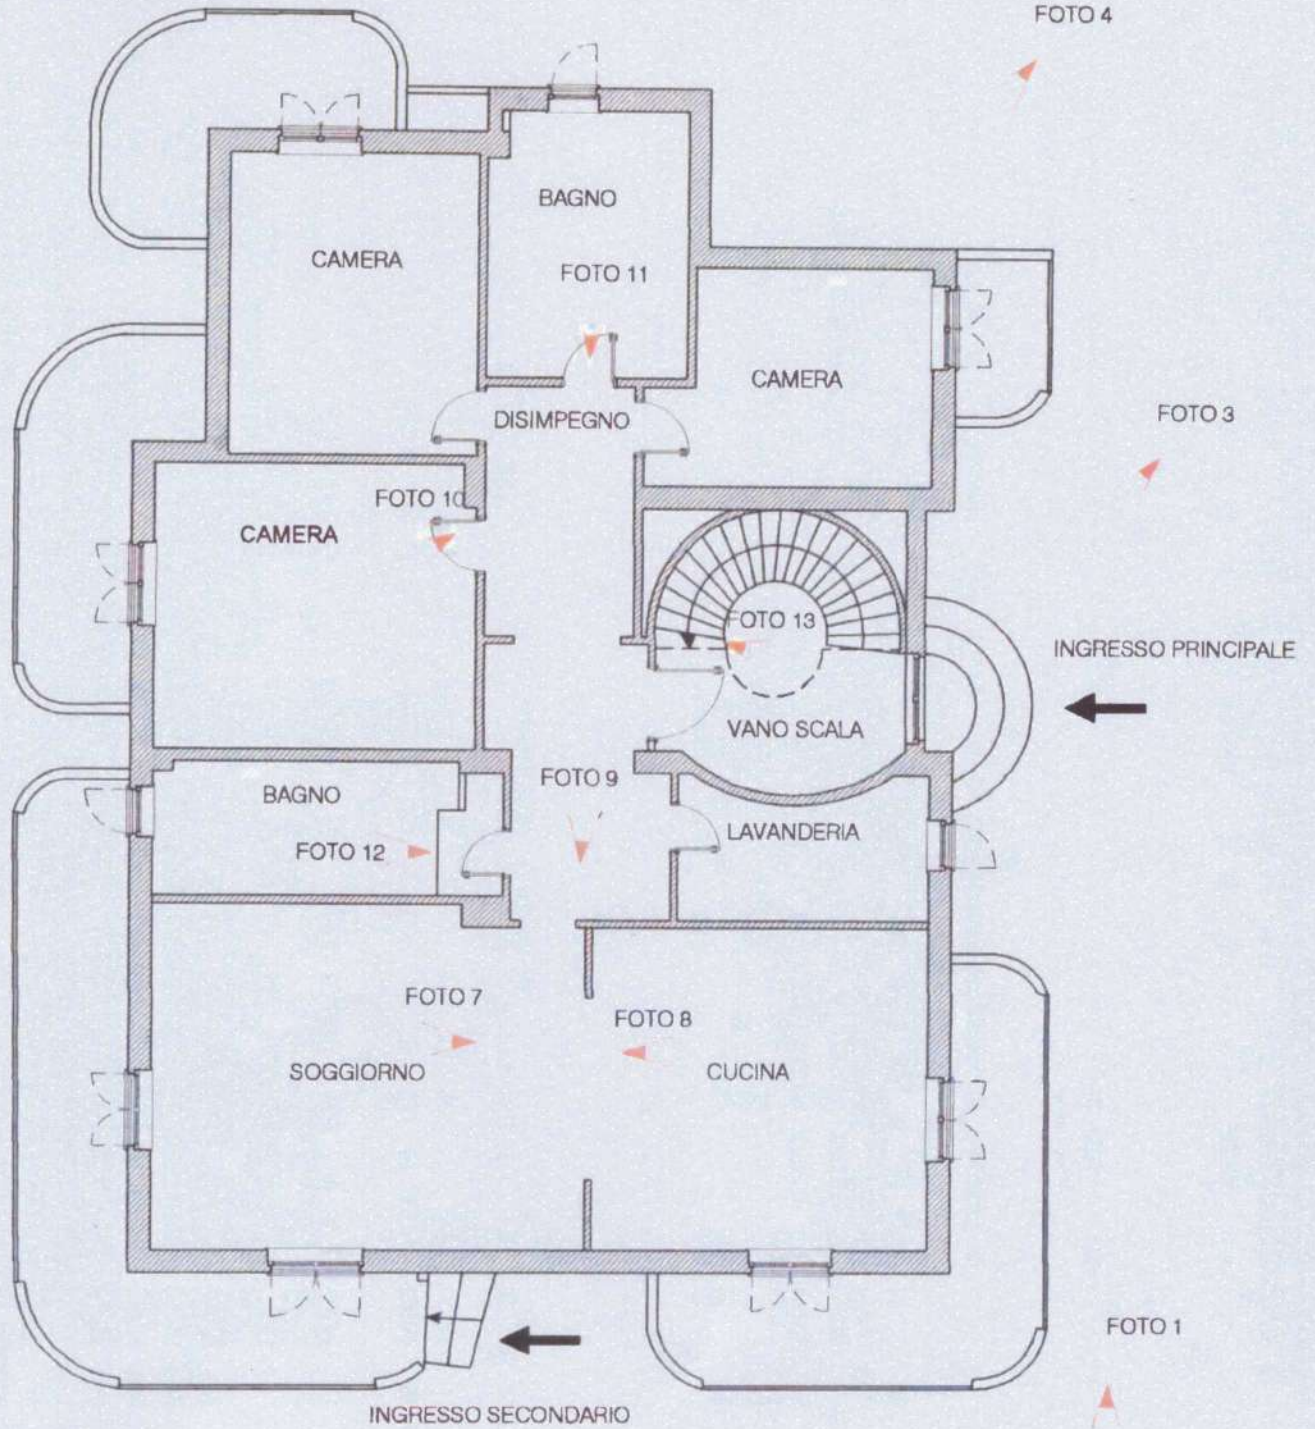 FOTO 4
BAGNO
CAMERA
FOTO 11
CAMERA
DISIMPEGNO
FOTO 3
FOTO 10
CAMERA
FOTO 13
INGRESSO PRINCIPALE
VANO SCALA
FOTO 9
BAGNO
LAVANDERIA
FOTO 12
FOTO 7
FOTO 8
SOGGIORNO
CUCINA
FOTO 1
INGRESSO SECONDARIO